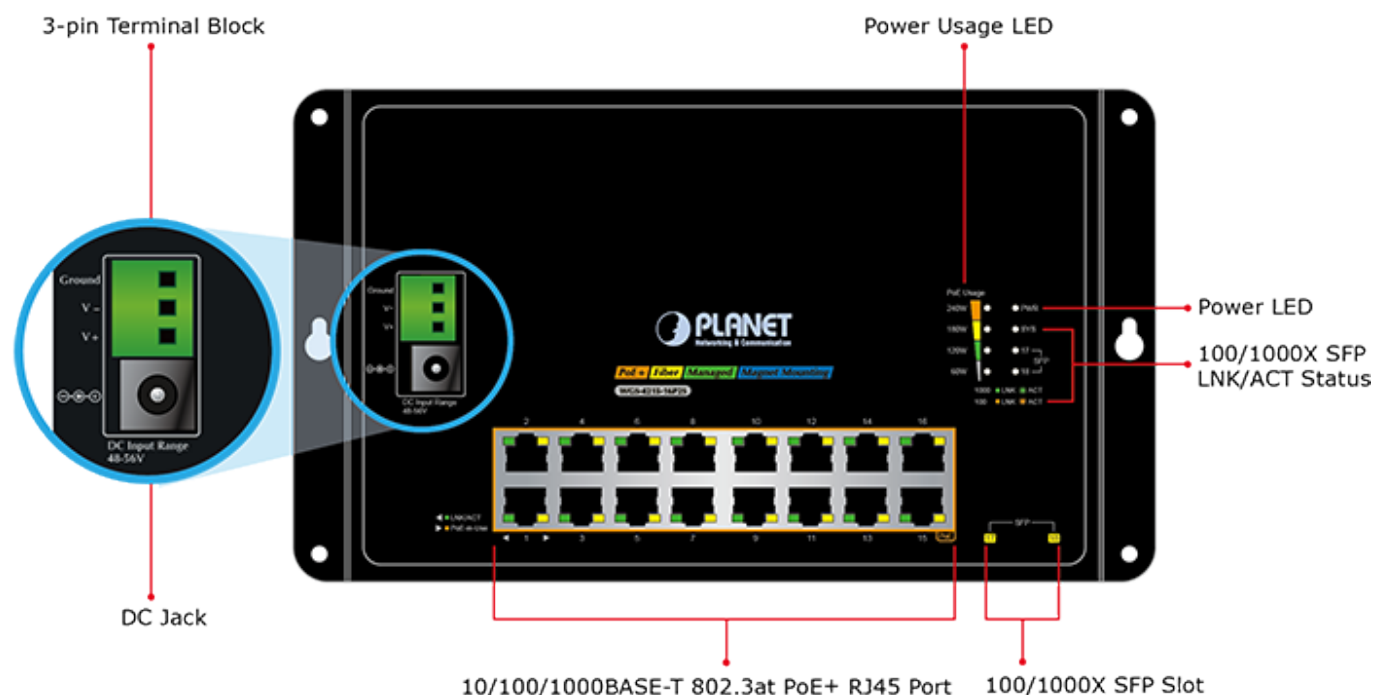 3-pin Terminal Block
Power Usage LED
Ground
V -
V +
DC Input Range
48-56V
DC Jack
Ground
V-
V+
DC Input Range
48-56V
PLANET
Networking & Communication
PoE + Fiber Managed Magnet Mounting
WGS-4215-16P2S
PoE Usage
240W PWR
180W SYS
120W 17
60W 18
SFP
1000 LNK ACT
100 LNK ACT
Power LED
100/1000X SFP
LNK/ACT Status
2 4 6 8 10 12 14 16
LNK/ACT
PoE-in-Use
1 3 5 7 9 11 13 15
PoE
SFP
17 18
10/100/1000BASE-T 802.3at PoE+ RJ45 Port
100/1000X SFP Slot